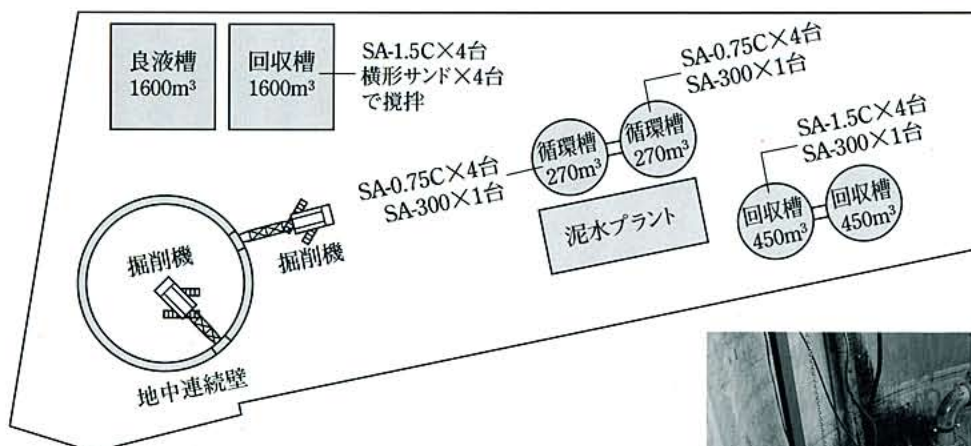 良液槽
1600m³
回収槽
1600m³
SA-1.5C×4台
横形サンド×4台
で撹拌
SA-0.75C×4台
SA-300×1台
循環槽
270m³
循環槽
270m³
SA-0.75C×4台
SA-300×1台
SA-1.5C×4台
SA-300×1台
回収槽
450m³
回収槽
450m³
泥水プラント
掘削機
掘削機
地中連続壁